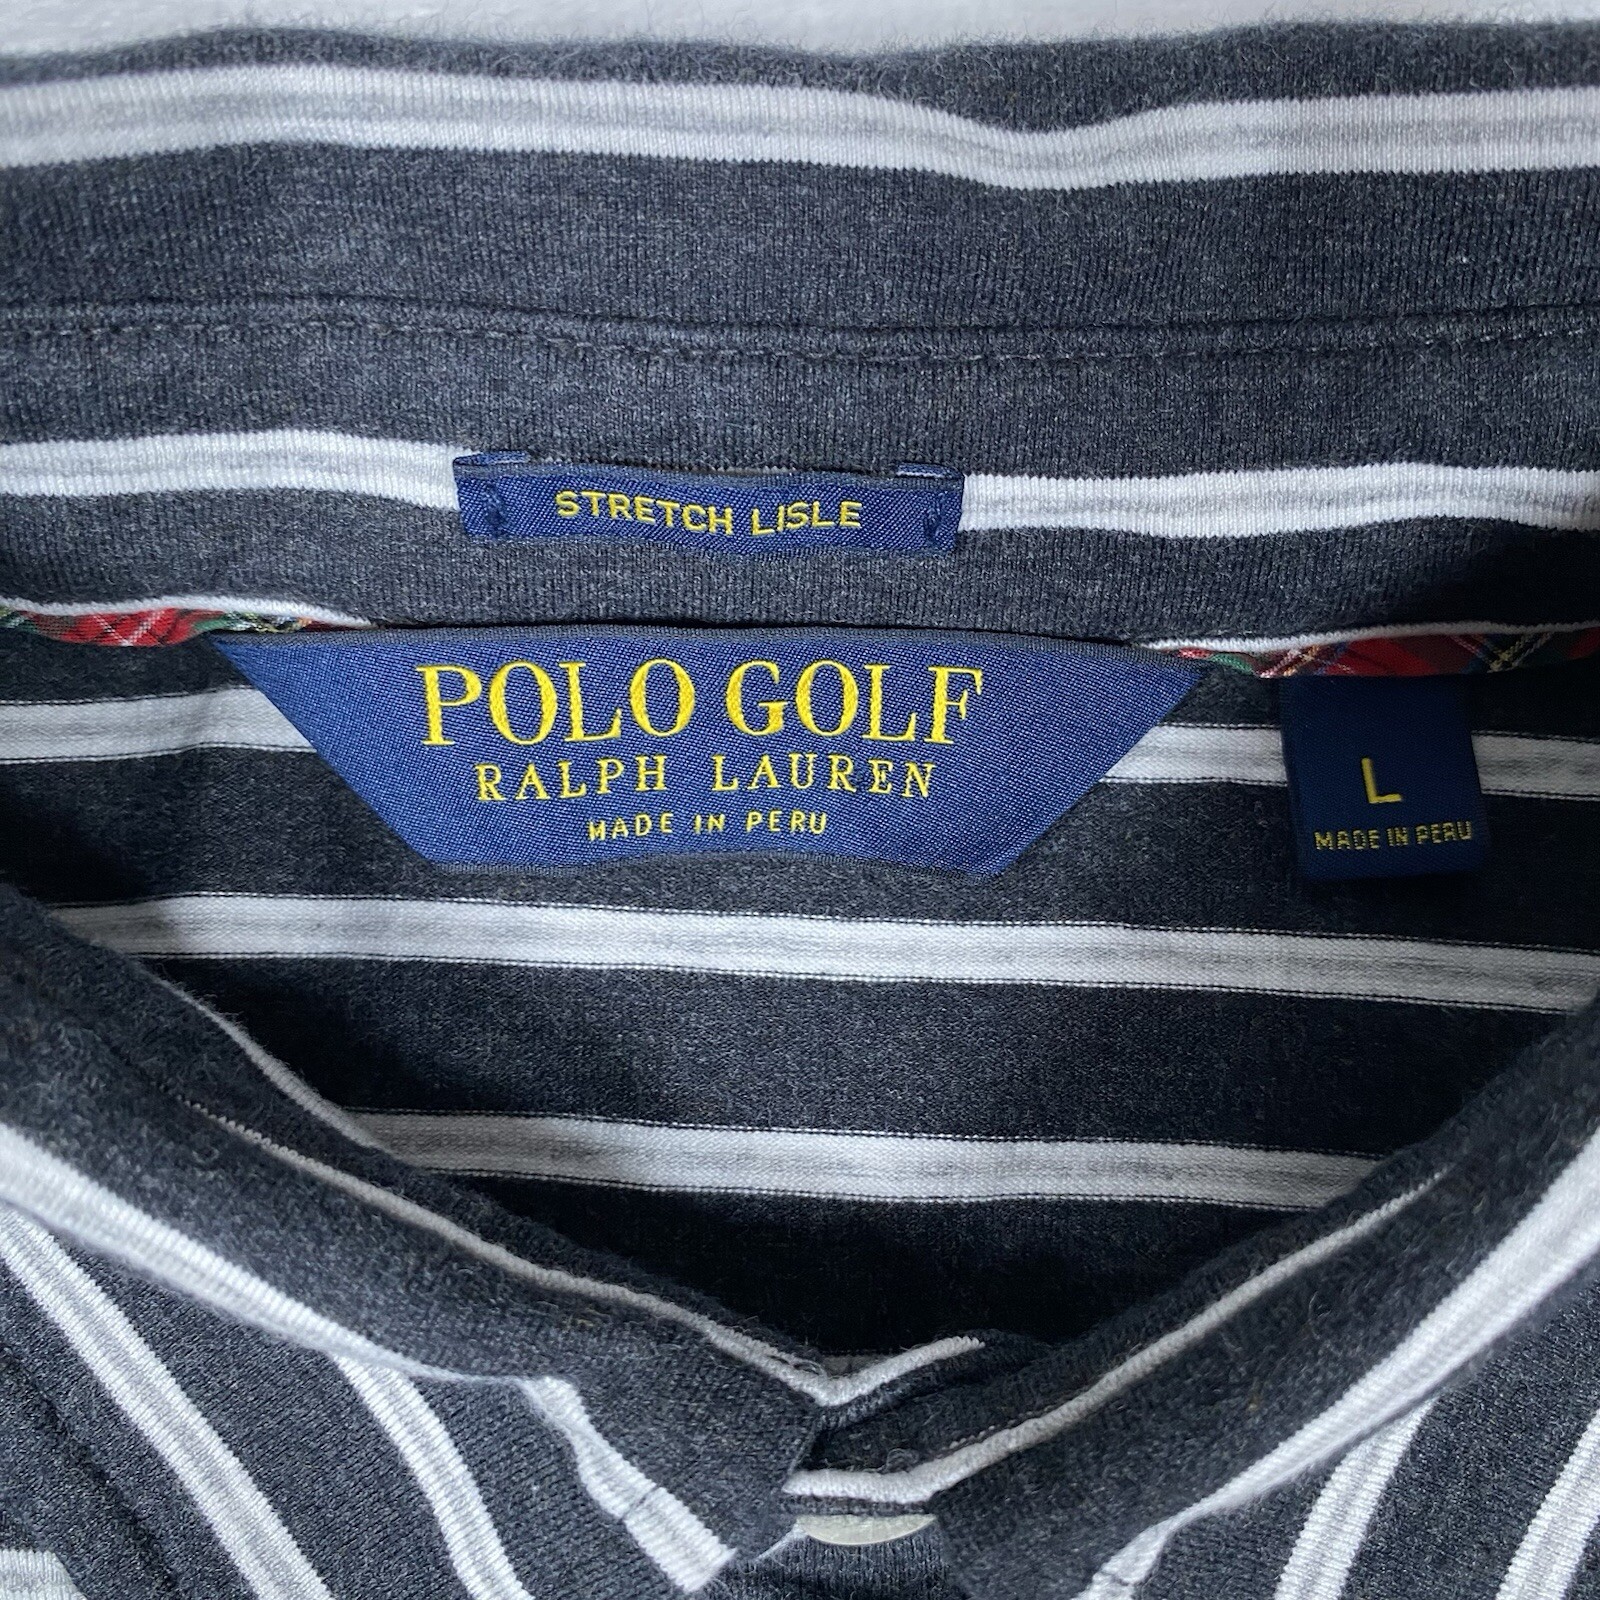 STRETCH LISLE
POLO GOLF
RALPH LAUREN
MADE IN PERU
L
MADE IN PERU